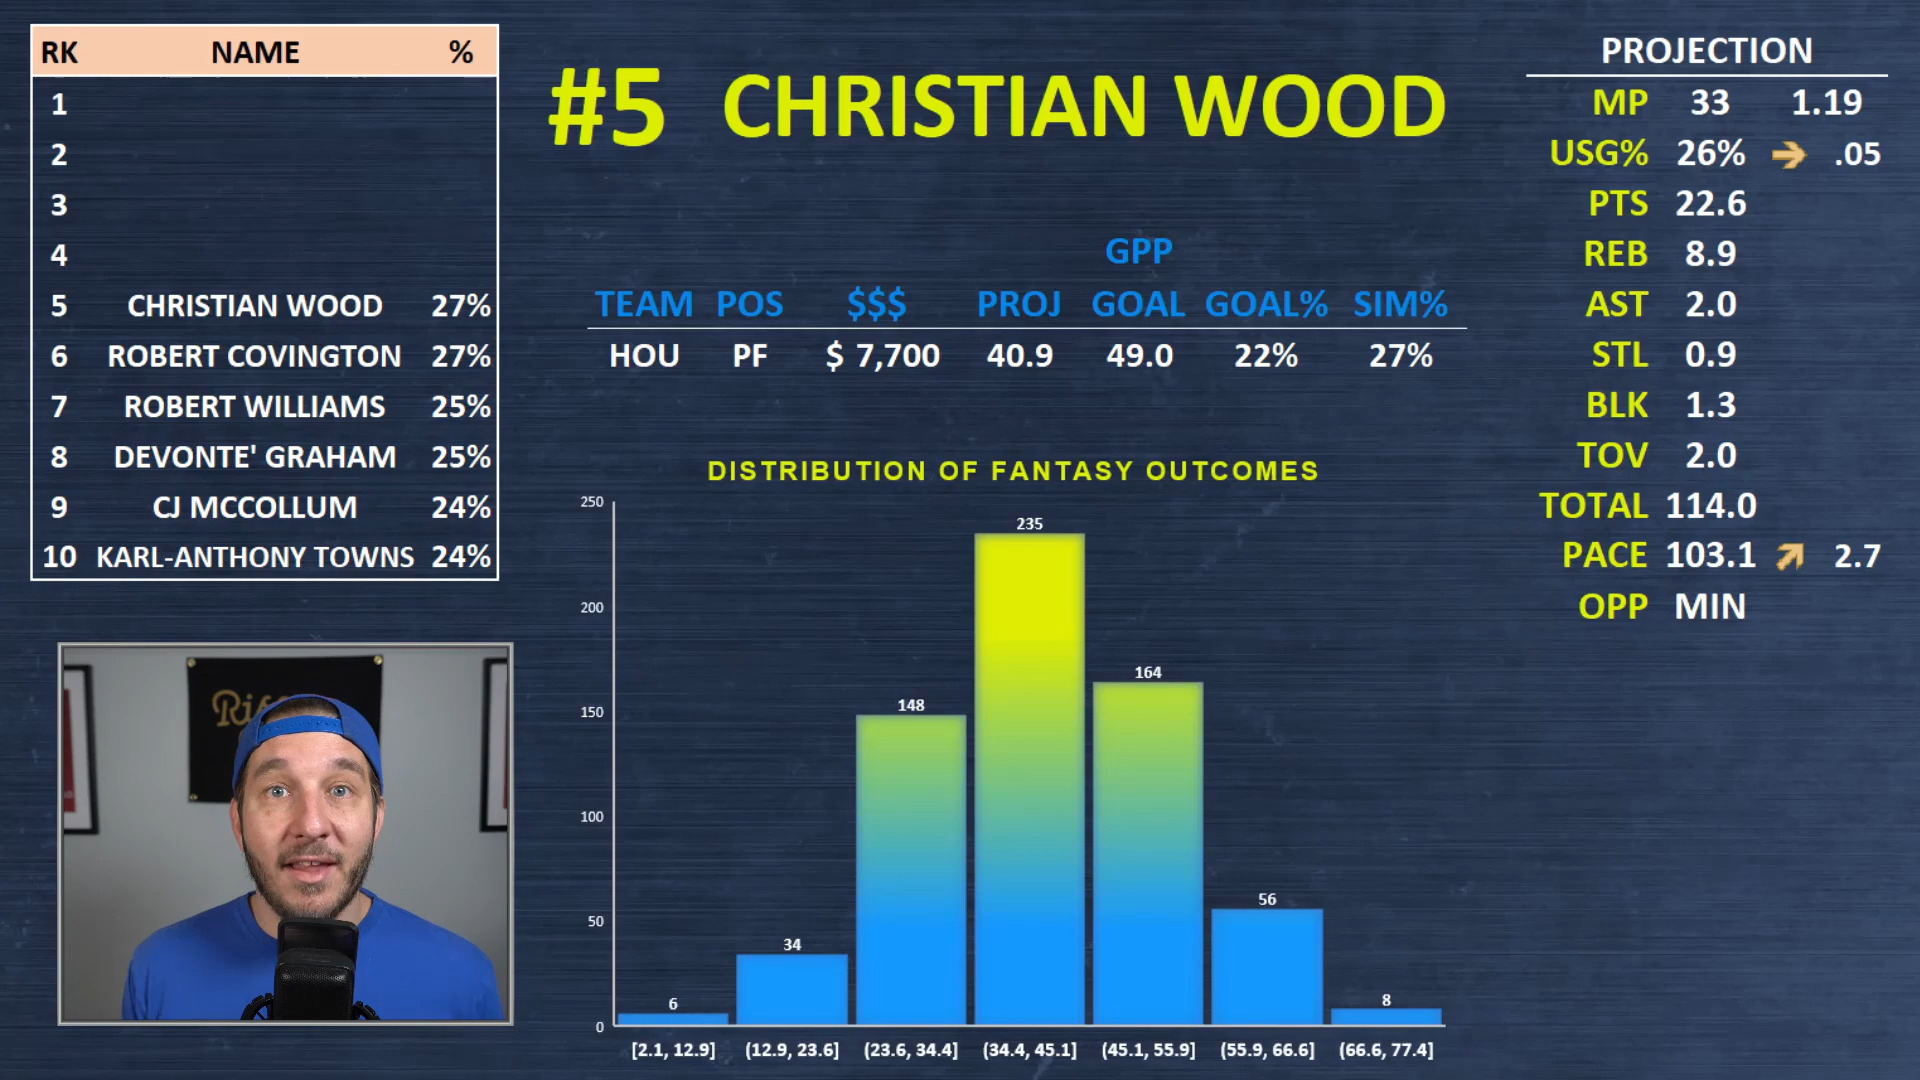 RK NAME %
1
2
3
4
5 CHRISTIAN WOOD 27%
6 ROBERT COVINGTON 27%
7 ROBERT WILLIAMS 25%
8 DEVONTE' GRAHAM 25%
9 CJ MCCOLLUM 24%
10 KARL-ANTHONY TOWNS 24%
#5 CHRISTIAN WOOD
GPP
TEAM POS $$$ PROJ GOAL GOAL% SIM%
HOU PF $ 7,700 40.9 49.0 22% 27%
DISTRIBUTION OF FANTASY OUTCOMES
250
200
150
100
50
0
6 34 148 235 164 56 8
[2.1, 12.9] (12.9, 23.6] (23.6, 34.4] (34.4, 45.1] (45.1, 55.9] (55.9, 66.6] (66.6, 77.4]
PROJECTION
MP 33 1.19
USG% 26% .05
PTS 22.6
REB 8.9
AST 2.0
STL 0.9
BLK 1.3
TOV 2.0
TOTAL 114.0
PACE 103.1 2.7
OPP MIN